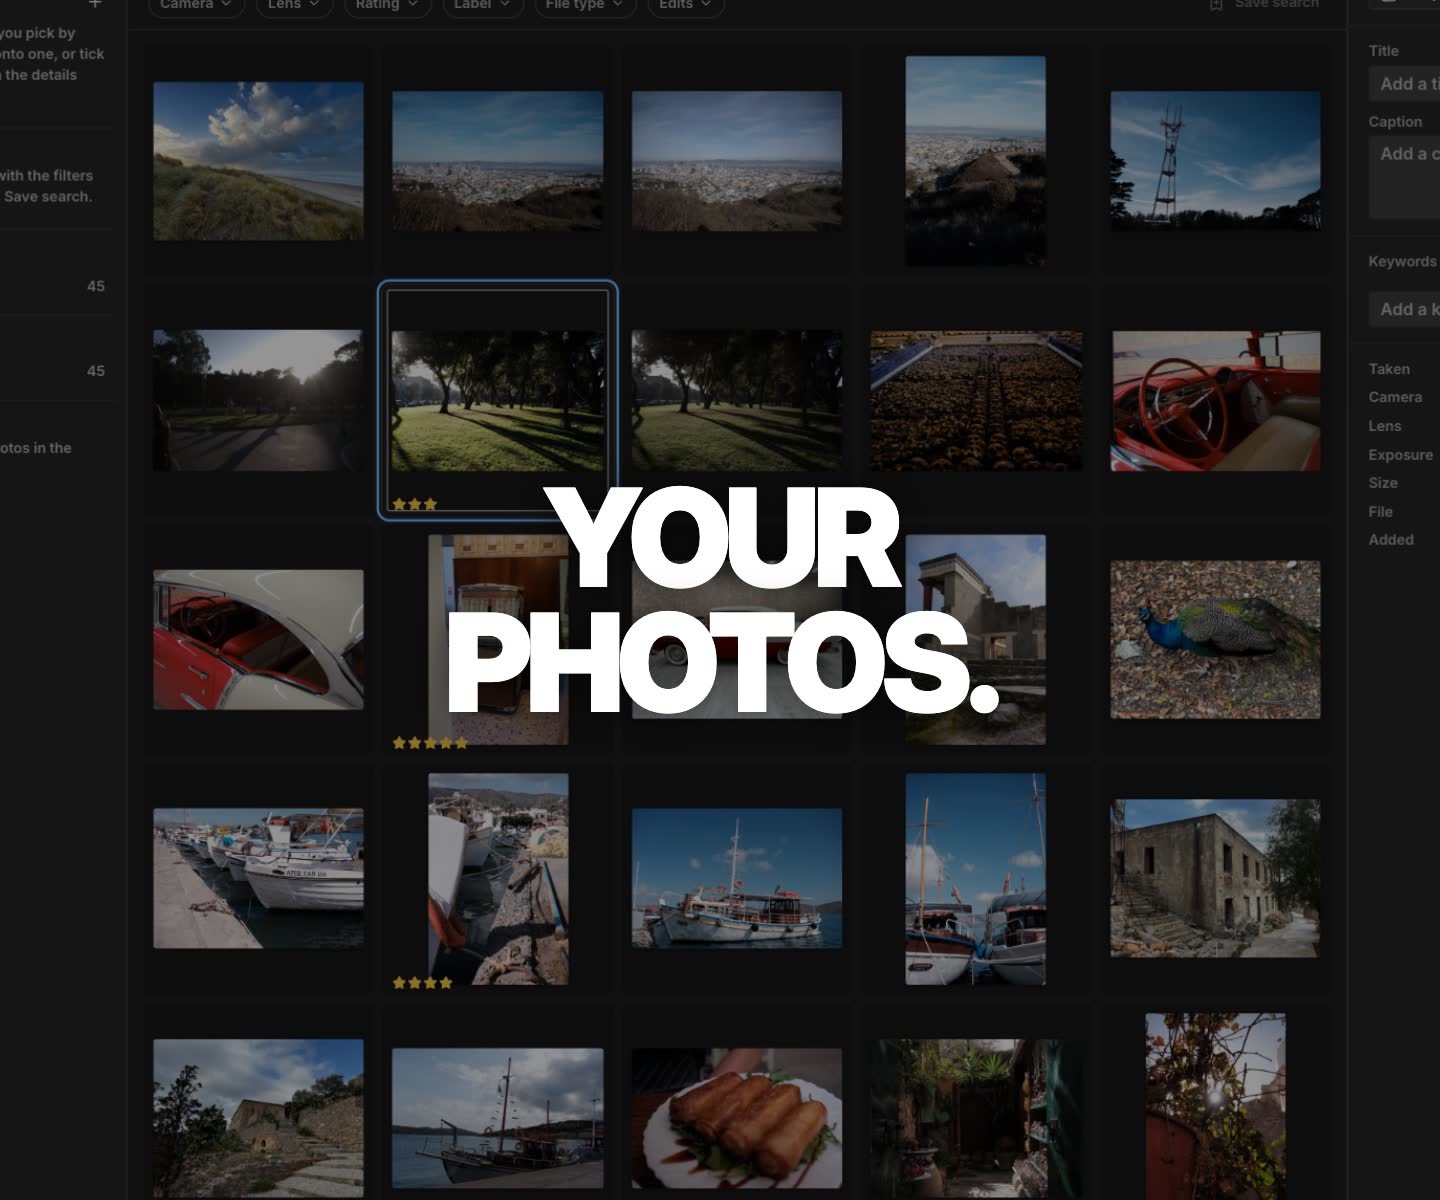 Camera
Lens
Rating
Label
File type
Edits
Save search
you pick by
onto one, or tick
the details
with the filters
Save search.
45
45
otos in the
Title
Add a ti
Caption
Add a c
Keywords
Add a k
Taken
Camera
Lens
Exposure
Size
File
Added
YOUR
PHOTOS.